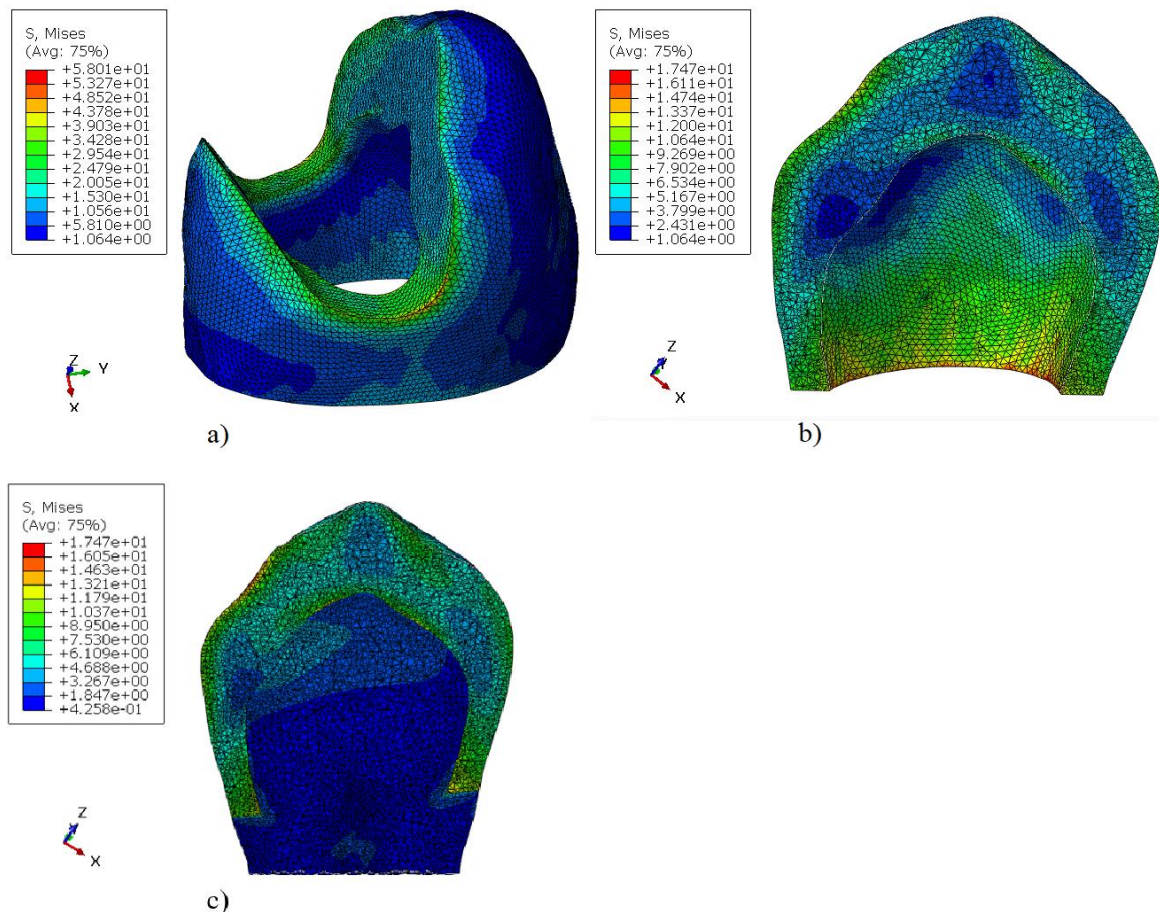 S, Mises
(Avg: 75%)
+5.801e+01
+5.327e+01
+4.852e+01
+4.378e+01
+3.903e+01
+3.428e+01
+2.954e+01
+2.479e+01
+2.005e+01
+1.530e+01
+1.056e+01
+5.810e+00
+1.064e+00
Z
Y
X
a)
S, Mises
(Avg: 75%)
+1.747e+01
+1.611e+01
+1.474e+01
+1.337e+01
+1.200e+01
+1.064e+01
+9.269e+00
+7.902e+00
+6.534e+00
+5.167e+00
+3.799e+00
+2.431e+00
+1.064e+00
Z
X
b)
S, Mises
(Avg: 75%)
+1.747e+01
+1.605e+01
+1.463e+01
+1.321e+01
+1.179e+01
+1.037e+01
+8.950e+00
+7.530e+00
+6.109e+00
+4.688e+00
+3.267e+00
+1.847e+00
+4.258e-01
Z
X
c)